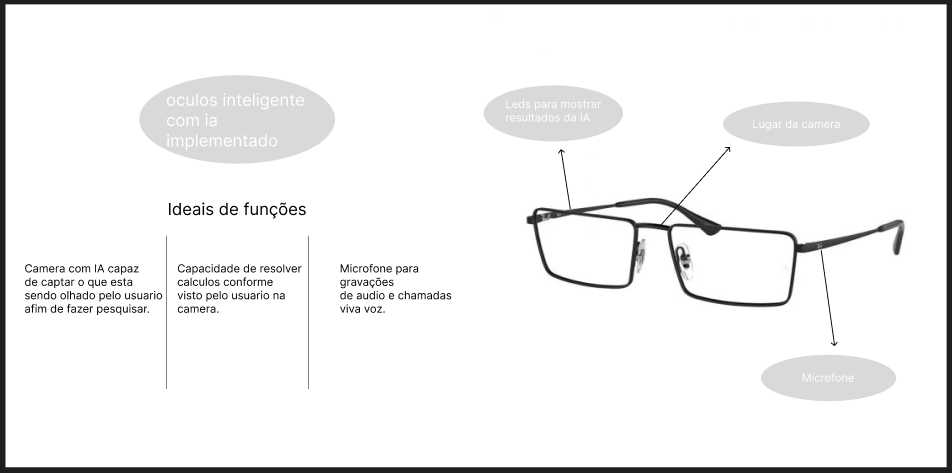 oculos inteligente
com ia
implementado
Leds para mostrar
resultados da IA
Lugar da camera
Ideais de funções
Camera com IA capaz
de captar o que esta
sendo olhado pelo usuario
afim de fazer pesquisar.
Capacidade de resolver
calculos conforme
visto pelo usuario na
camera.
Microfone para
gravações
de audio e chamadas
viva voz.
Microfone